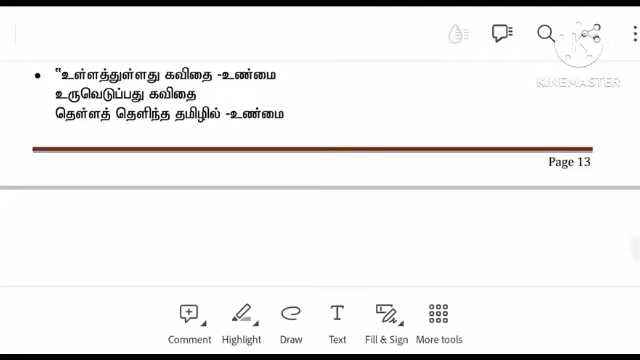 KINEMASTER
• "உள்ளத்துள்ளது கவிதை -உண்மை
உருவெடுப்பது கவிதை
தெள்ளத் தெளிந்த தமிழில் -உண்மை
Page 13
Comment Highlight Draw Text Fill & Sign More tools